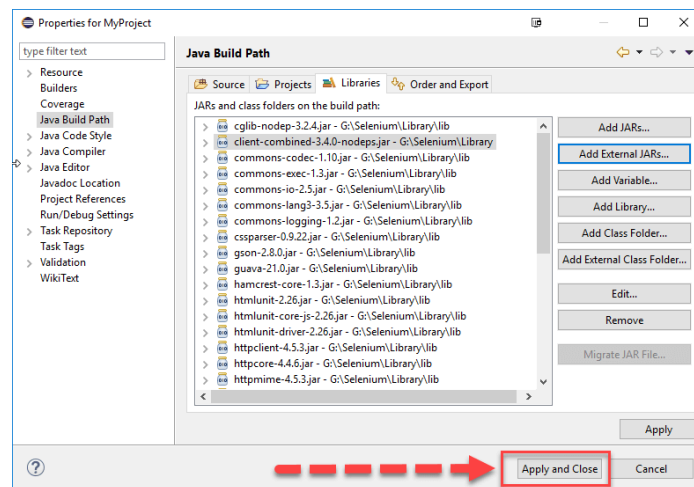 Properties for MyProject
type filter text
Resource
Builders
Coverage
Java Build Path
Java Code Style
Java Compiler
Java Editor
Javadoc Location
Project References
Run/Debug Settings
Task Repository
Task Tags
Validation
WikiText
Java Build Path
Source
Projects
Libraries
Order and Export
JARs and class folders on the build path:
cglib-nodep-3.2.4.jar - G:\Selenium\Library\lib
client-combined-3.4.0-nodeps.jar - G:\Selenium\Library
commons-codec-1.10.jar - G:\Selenium\Library\lib
commons-exec-1.3.jar - G:\Selenium\Library\lib
commons-io-2.5.jar - G:\Selenium\Library\lib
commons-lang3-3.5.jar - G:\Selenium\Library\lib
commons-logging-1.2.jar - G:\Selenium\Library\lib
cssparser-0.9.22.jar - G:\Selenium\Library\lib
gson-2.8.0.jar - G:\Selenium\Library\lib
guava-21.0.jar - G:\Selenium\Library\lib
hamcrest-core-1.3.jar - G:\Selenium\Library\lib
htmlunit-2.26.jar - G:\Selenium\Library\lib
htmlunit-core-js-2.26.jar - G:\Selenium\Library\lib
htmlunit-driver-2.26.jar - G:\Selenium\Library\lib
httpclient-4.5.3.jar - G:\Selenium\Library\lib
httpcore-4.4.6.jar - G:\Selenium\Library\lib
httpmime-4.5.3.jar - G:\Selenium\Library\lib
Add JARs...
Add External JARs...
Add Variable...
Add Library...
Add Class Folder...
Add External Class Folder...
Edit...
Remove
Migrate JAR File...
Apply
Apply and Close
Cancel